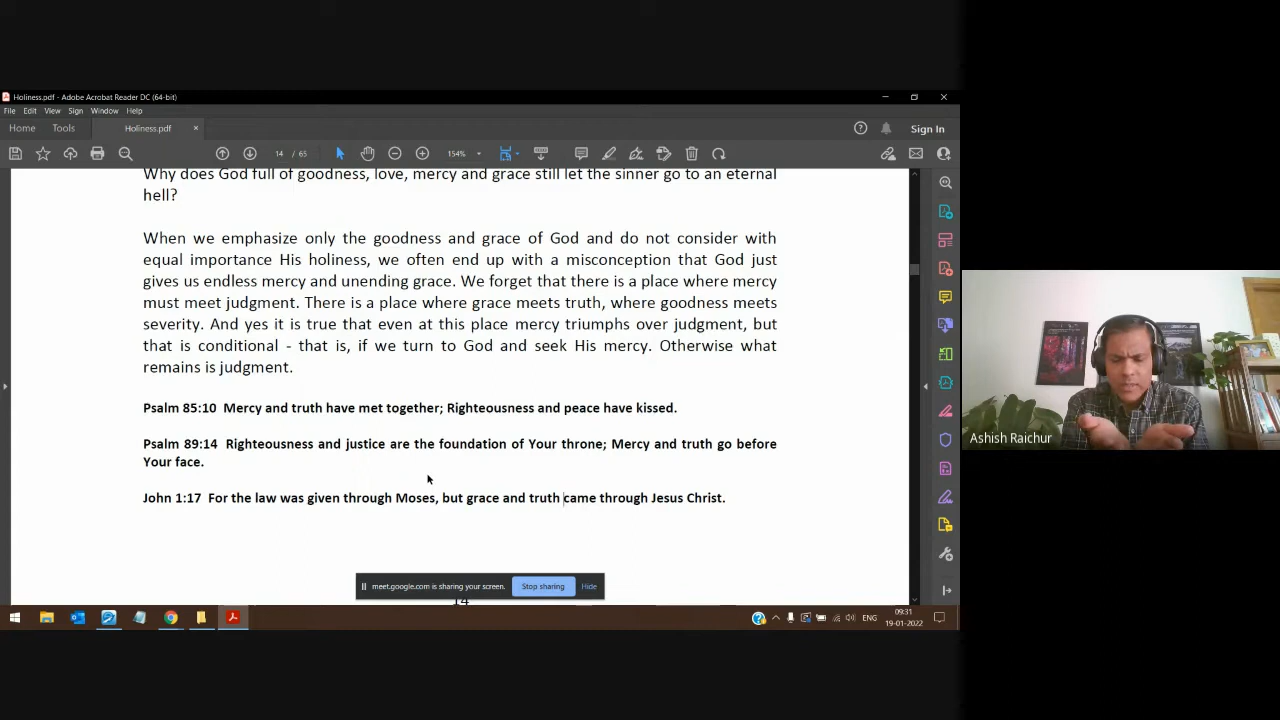 Holiness.pdf - Adobe Acrobat Reader DC (64-bit)
File Edit View Sign Window Help
Home Tools Holiness.pdf × Sign In
14 / 65 154%
Why does God full of goodness, love, mercy and grace still let the sinner go to an eternal
hell?
When we emphasize only the goodness and grace of God and do not consider with
equal importance His holiness, we often end up with a misconception that God just
gives us endless mercy and unending grace. We forget that there is a place where mercy
must meet judgment. There is a place where grace meets truth, where goodness meets
severity. And yes it is true that even at this place mercy triumphs over judgment, but
that is conditional - that is, if we turn to God and seek His mercy. Otherwise what
remains is judgment.
Psalm 85:10 Mercy and truth have met together; Righteousness and peace have kissed.
Psalm 89:14 Righteousness and justice are the foundation of Your throne; Mercy and truth go before
Your face.
John 1:17 For the law was given through Moses, but grace and truth came through Jesus Christ.
Ashish Raichur
meet.google.com is sharing your screen. Stop sharing Hide
14
ENG 09:31
19-01-2022